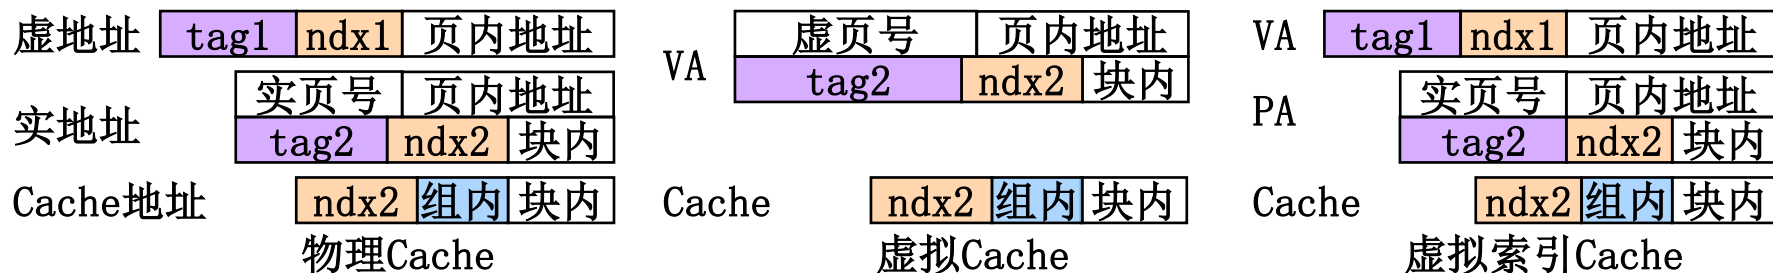 虚地址 tag1 ndx1 页内地址
实地址 实页号 页内地址
tag2 ndx2 块内
Cache地址 ndx2 组内 块内
物理Cache
VA 虚页号 页内地址
tag2 ndx2 块内
Cache ndx2 组内 块内
虚拟Cache
VA tag1 ndx1 页内地址
PA 实页号 页内地址
tag2 ndx2 块内
Cache ndx2 组内 块内
虚拟索引Cache